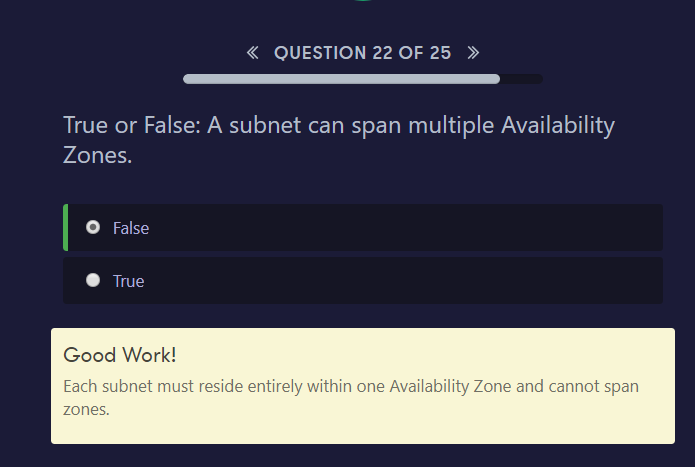 « QUESTION 22 OF 25 »
True or False: A subnet can span multiple Availability
Zones.
False
True
Good Work!
Each subnet must reside entirely within one Availability Zone and cannot span
zones.